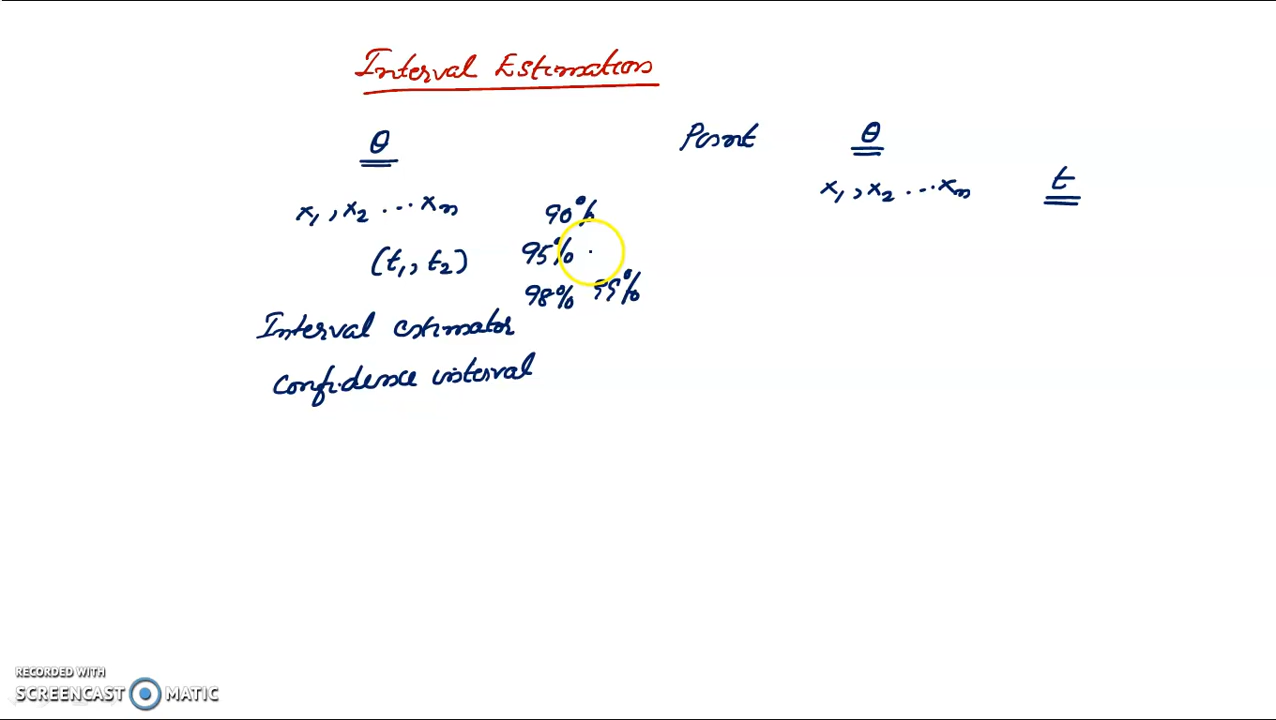 Interval Estimation
θ
x1, x2 ... xn
(t1, t2)
90%
95%
98% 99%
Interval estimator
Confidence interval
Point θ
x1, x2 ... xn
t
RECORDED WITH
SCREENCAST MATIC